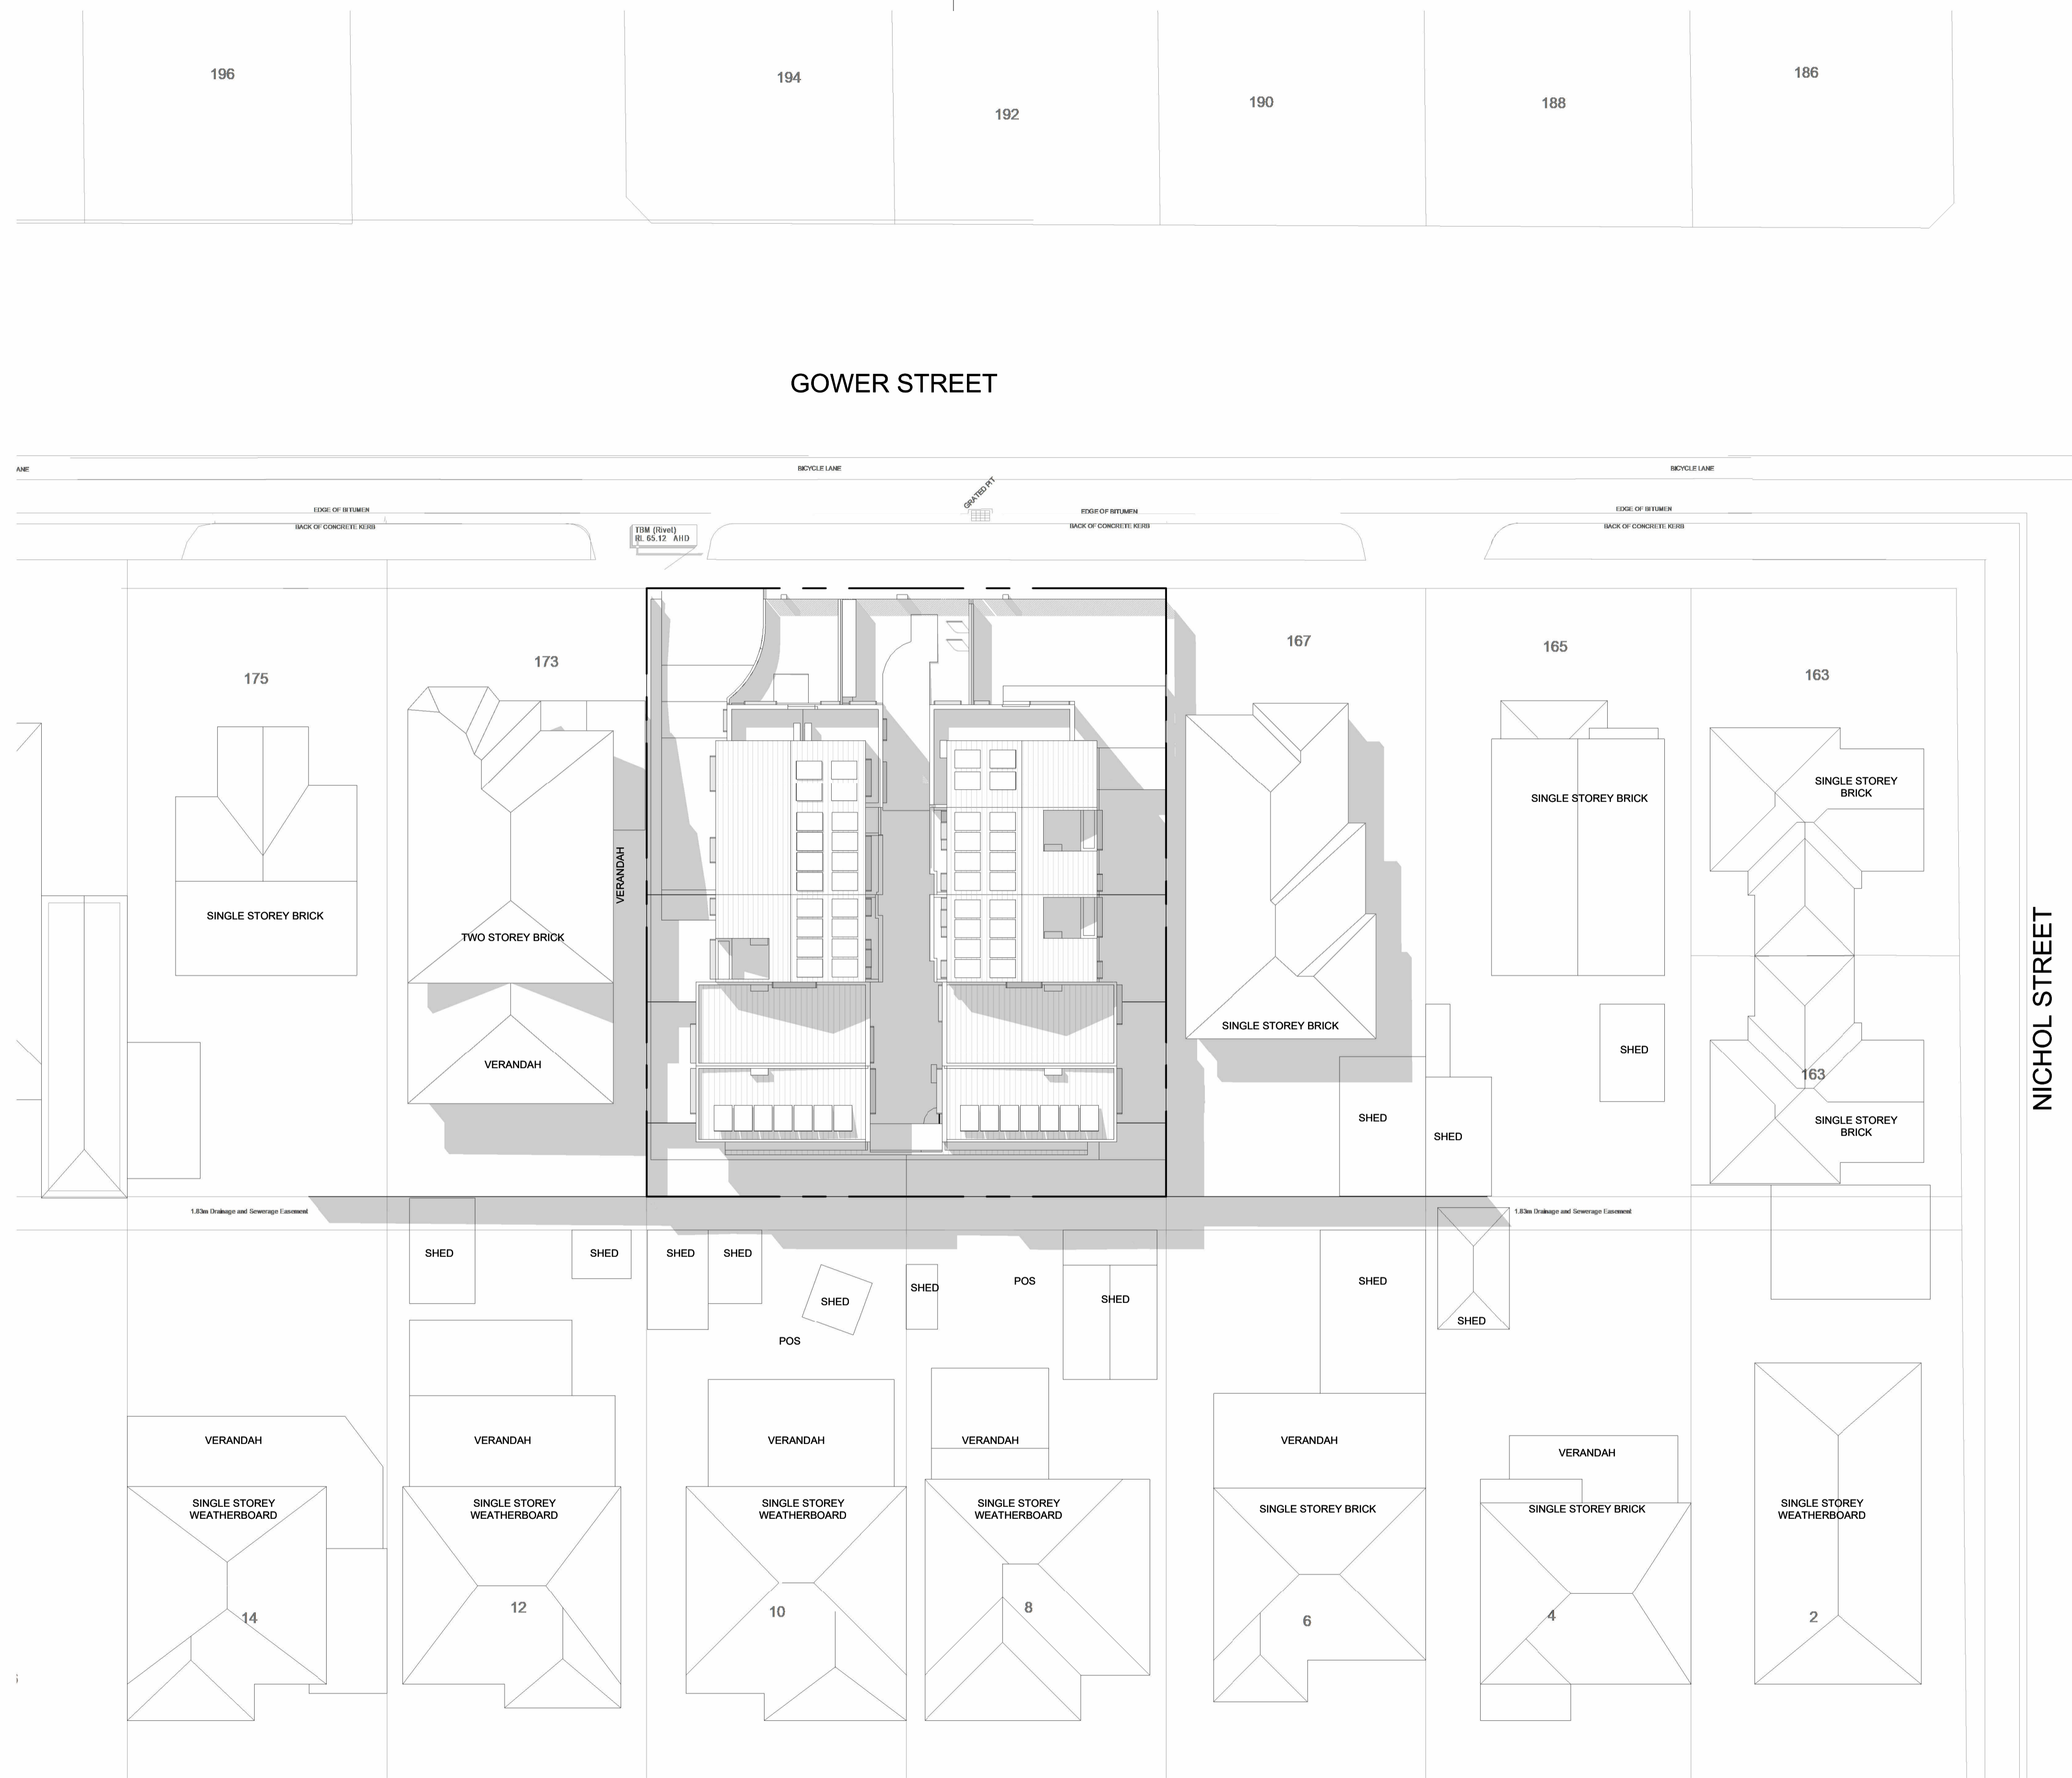 196
194
192
190
188
186
GOWER STREET
ANE
BICYCLE LANE
BICYCLE LANE
GRATED PIT
EDGE OF BITUMEN
EDGE OF BITUMEN
EDGE OF BITUMEN
BACK OF CONCRETE KERB
BACK OF CONCRETE KERB
BACK OF CONCRETE KERB
TBM (Rivet)
RL 65.12 AHD
175
173
167
165
163
SINGLE STOREY
BRICK
SINGLE STOREY BRICK
VERANDAH
SINGLE STOREY BRICK
TWO STOREY BRICK
NICHOL STREET
SINGLE STOREY BRICK
SHED
VERANDAH
163
SHED
SHED
SINGLE STOREY
BRICK
1.83m Drainage and Sewerage Easement
1.83m Drainage and Sewerage Easement
SHED
SHED
SHED
SHED
SHED
SHED
POS
SHED
SHED
SHED
POS
VERANDAH
VERANDAH
VERANDAH
VERANDAH
VERANDAH
VERANDAH
SINGLE STOREY
WEATHERBOARD
SINGLE STOREY
WEATHERBOARD
SINGLE STOREY
WEATHERBOARD
SINGLE STOREY
WEATHERBOARD
SINGLE STOREY BRICK
SINGLE STOREY BRICK
SINGLE STOREY
WEATHERBOARD
14
12
10
8
6
4
2